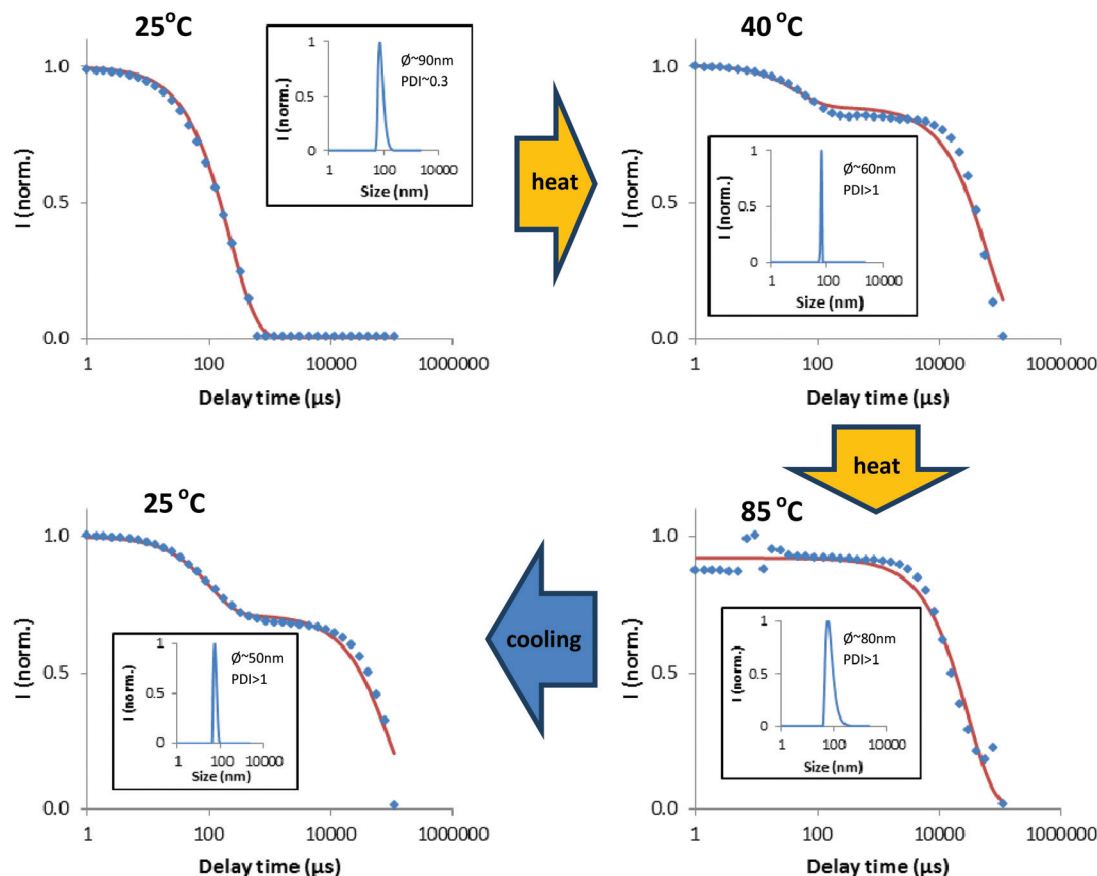 25°C
I (norm.)
1.0
0.5
0.0
1
100
10000
1000000
Delay time (µs)
I (norm.)
1
0.5
0
1
100
10000
Size (nm)
Ø~90nm
PDI~0.3
heat
40 °C
I (norm.)
1.0
0.5
0.0
1
100
10000
1000000
Delay time (µs)
I (norm.)
1
0.5
0
1
100
10000
Size (nm)
Ø~60nm
PDI>1
heat
25 °C
I (norm.)
1.0
0.5
0.0
1
100
10000
1000000
Delay time (µs)
I (norm.)
1
0.5
0
1
100
10000
Size (nm)
Ø~50nm
PDI>1
cooling
85 °C
I (norm.)
1.0
0.5
0.0
1
100
10000
1000000
Delay time (µs)
I (norm.)
1
0.5
0
1
100
10000
Size (nm)
Ø~80nm
PDI>1